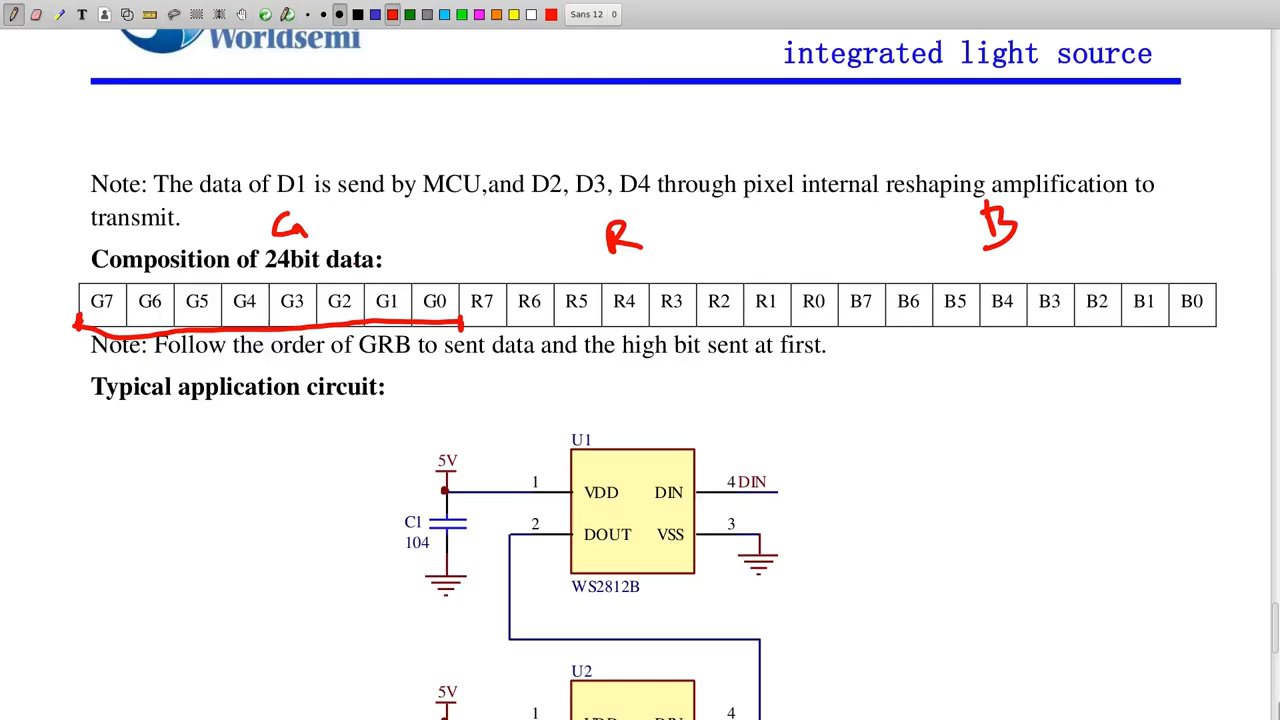 T
Sans 12 0
Worldsemi
integrated light source
Note: The data of D1 is send by MCU,and D2, D3, D4 through pixel internal reshaping amplification to
transmit.
G R B
Composition of 24bit data:
G7 G6 G5 G4 G3 G2 G1 G0 R7 R6 R5 R4 R3 R2 R1 R0 B7 B6 B5 B4 B3 B2 B1 B0
Note: Follow the order of GRB to sent data and the high bit sent at first.
Typical application circuit:
U1
5V
1 VDD DIN 4 DIN
C1
104
2 DOUT VSS 3
WS2812B
U2
5V
1 VDD DIN 4